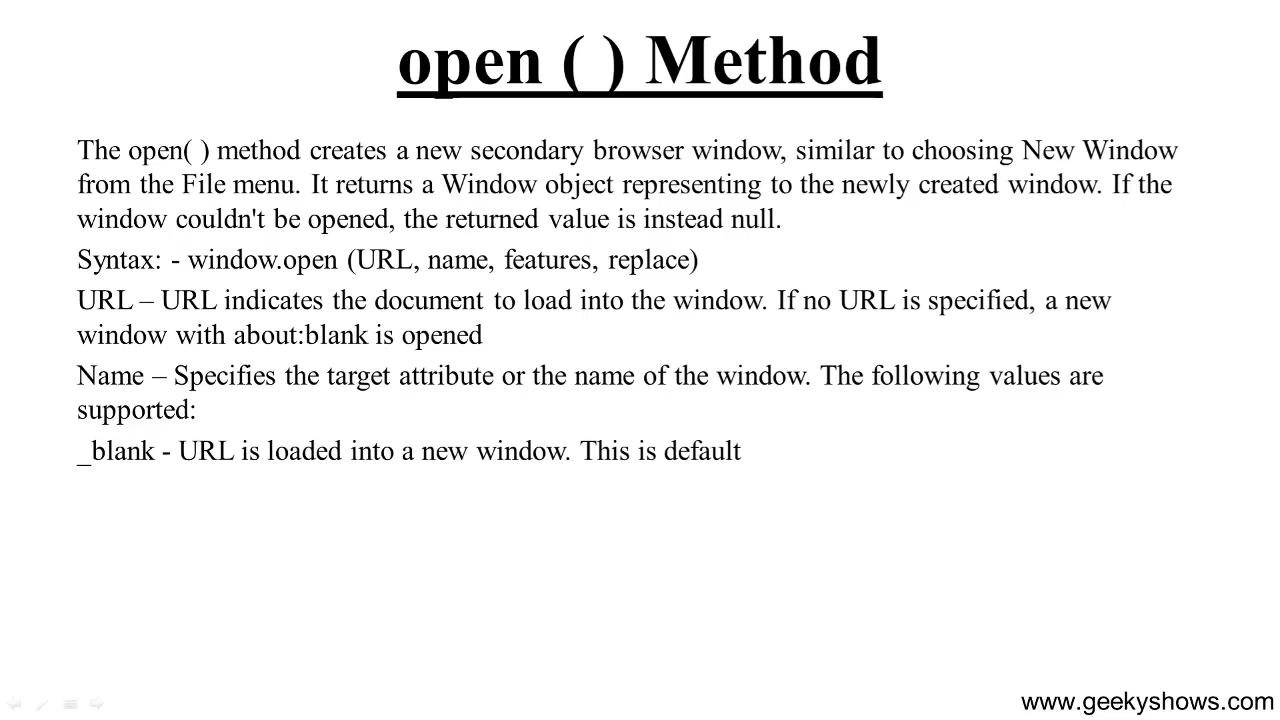 open ( ) Method
The open( ) method creates a new secondary browser window, similar to choosing New Window
from the File menu. It returns a Window object representing to the newly created window. If the
window couldn't be opened, the returned value is instead null.
Syntax: - window.open (URL, name, features, replace)
URL – URL indicates the document to load into the window. If no URL is specified, a new
window with about:blank is opened
Name – Specifies the target attribute or the name of the window. The following values are
supported:
_blank - URL is loaded into a new window. This is default
www.geekyshows.com